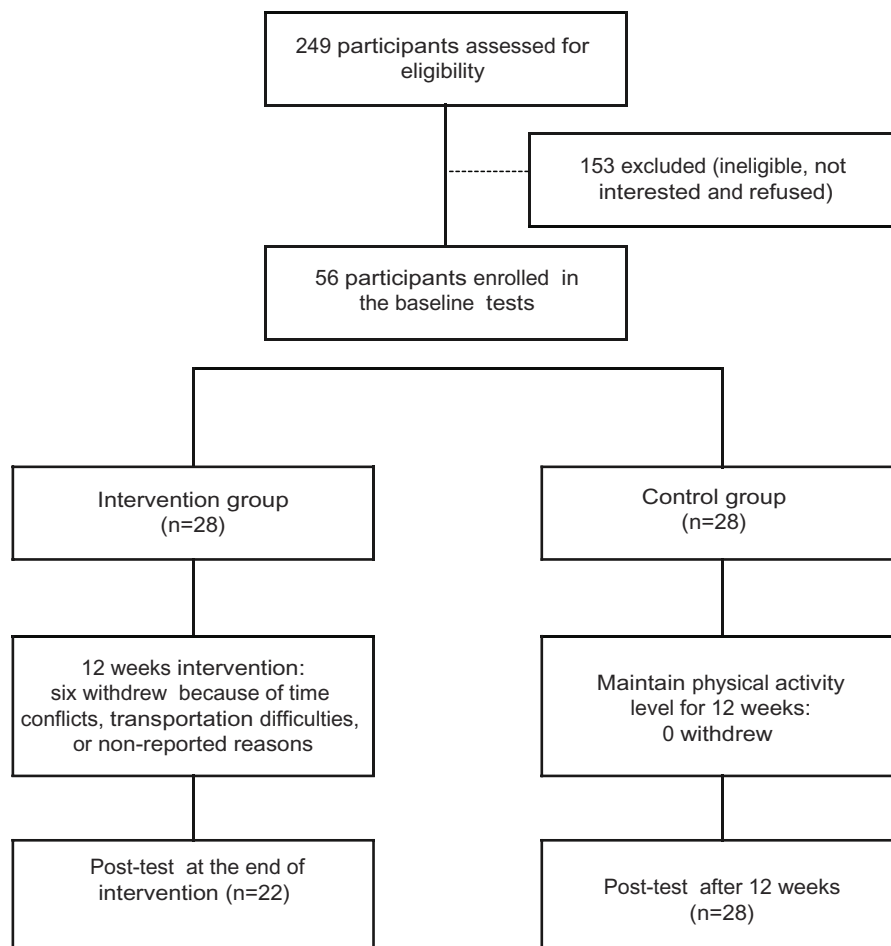 249 participants assessed for
eligibility
153 excluded (ineligible, not
interested and refused)
56 participants enrolled in
the baseline tests
Intervention group
(n=28)
Control group
(n=28)
12 weeks intervention:
six withdrew because of time
conflicts, transportation difficulties,
or non-reported reasons
Maintain physical activity
level for 12 weeks:
0 withdrew
Post-test at the end of
intervention (n=22)
Post-test after 12 weeks
(n=28)